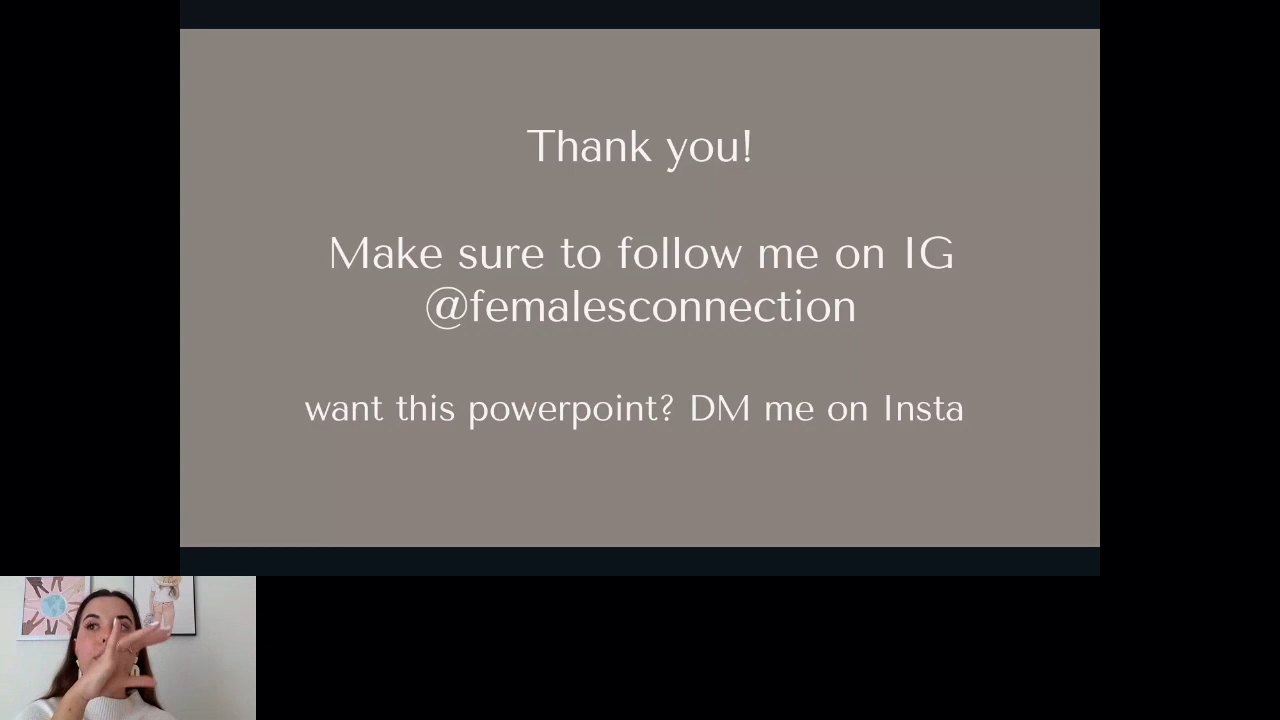 Thank you!
Make sure to follow me on IG
@femalesconnection
want this powerpoint? DM me on Insta